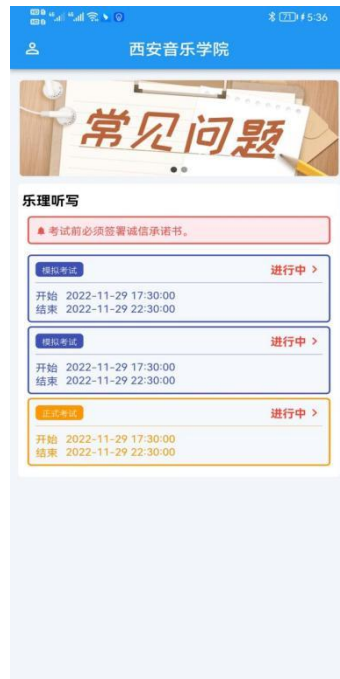 71 5:36
西安音乐学院
常见问题
乐理听写
考试前必须签署诚信承诺书。
模拟考试 进行中 >
开始 2022-11-29 17:30:00
结束 2022-11-29 22:30:00
模拟考试 进行中 >
开始 2022-11-29 17:30:00
结束 2022-11-29 22:30:00
正式考试 进行中 >
开始 2022-11-29 17:30:00
结束 2022-11-29 22:30:00